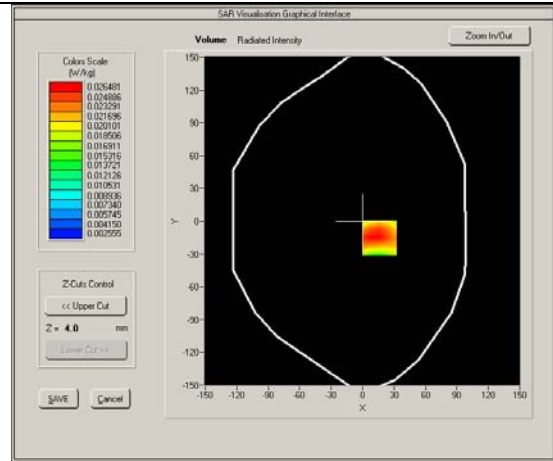 SAR Visualisation Graphical Interface
Volume Radiated Intensity
Zoom In/Out
Colors Scale
(W/kg)
0.026481
0.024886
0.023291
0.021696
0.020101
0.018506
0.016911
0.015316
0.013721
0.012126
0.010531
0.008936
0.007340
0.005745
0.004150
0.002555
Z-Cuts Control
<< Upper Cut
Z = 4.0 mm
Lower Cut >>
SAVE Cancel
150-
120-
90-
60-
30-
0-
-30-
-60-
-90-
-120-
-150-
Y
-150 -120 -90 -60 -30 0 30 60 90 120 150
X